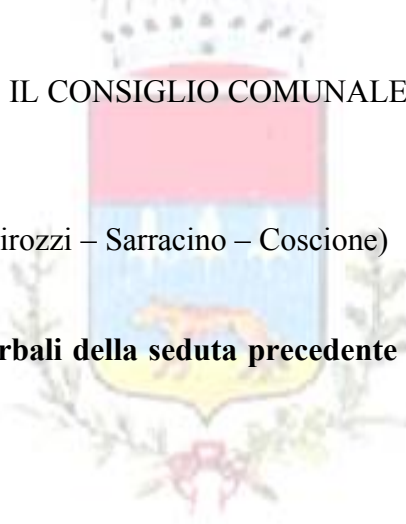 IL CONSIGLIO COMUNALE
irozzi – Sarracino – Coscione)
rbali della seduta precedente